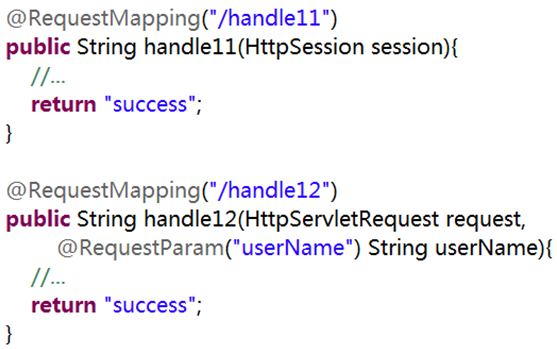 @RequestMapping("/handle11")
public String handle11(HttpSession session){
//...
return "success";
}
@RequestMapping("/handle12")
public String handle12(HttpServletRequest request,
@RequestParam("userName") String userName){
//...
return "success";
}